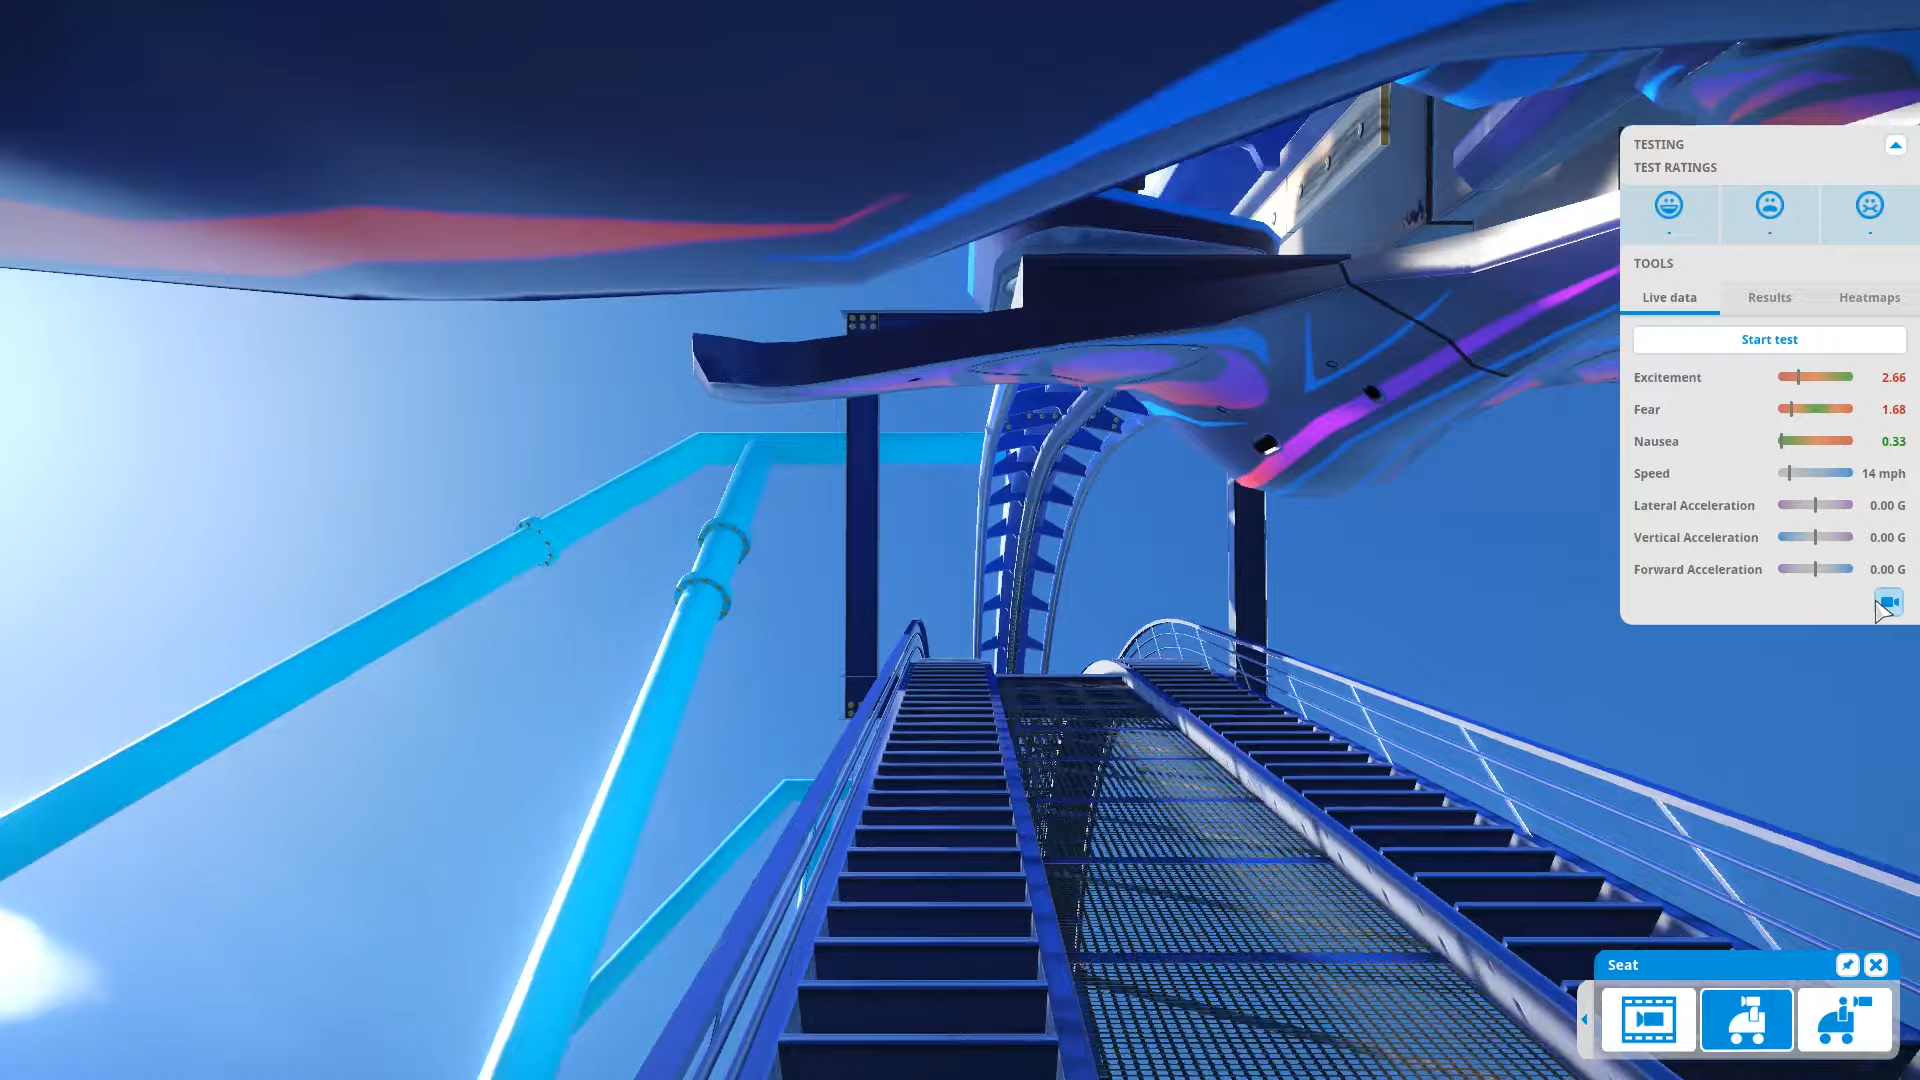 TESTING
TEST RATINGS
- - -
TOOLS
Live data Results Heatmaps
Start test
Excitement 2.66
Fear 1.68
Nausea 0.33
Speed 14 mph
Lateral Acceleration 0.00 G
Vertical Acceleration 0.00 G
Forward Acceleration 0.00 G
Seat